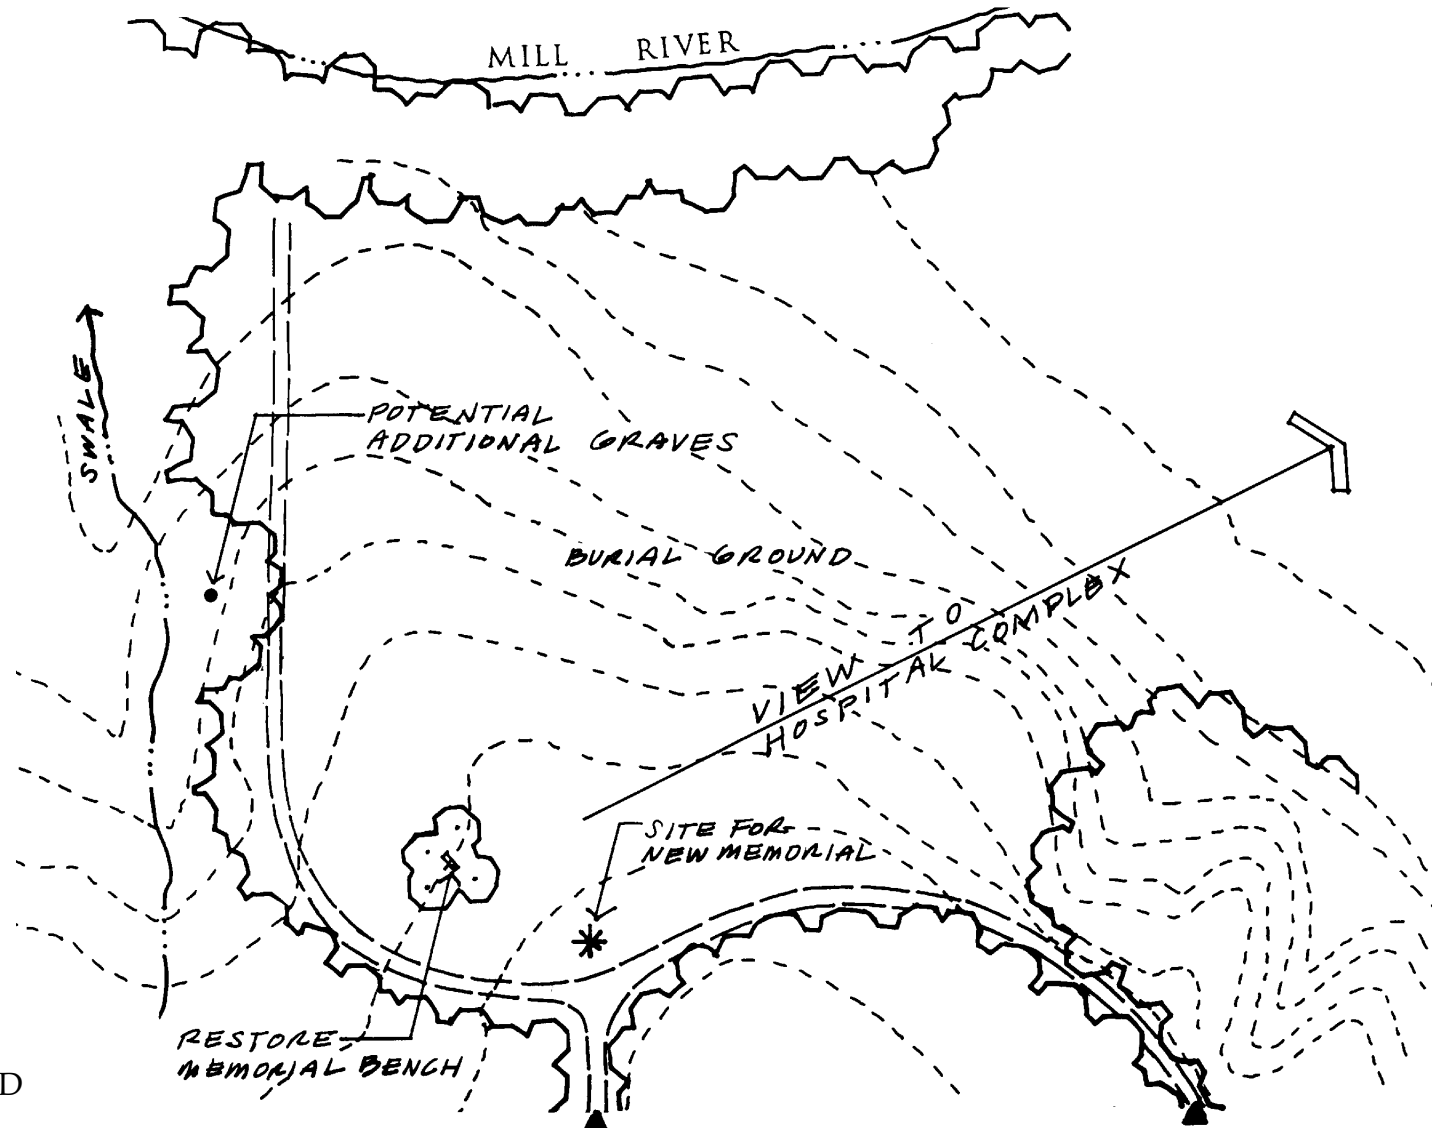 MILL RIVER
SWALE
POTENTIAL
ADDITIONAL GRAVES
BURIAL GROUND
VIEW TO
HOSPITAL COMPLEX
SITE FOR
NEW MEMORIAL
RESTORE
MEMORIAL BENCH
D